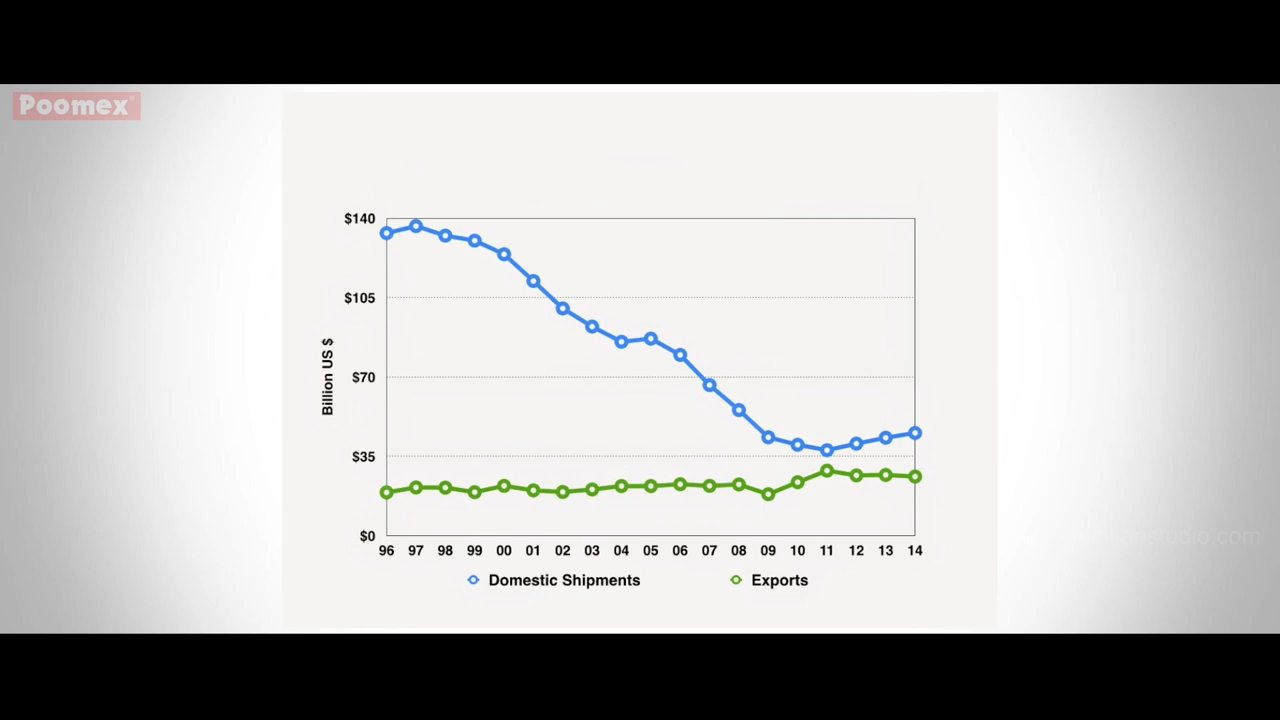 Poomex
$140
$105
Billion US $
$70
$35
$0
96 97 98 99 00 01 02 03 04 05 06 07 08 09 10 11 12 13 14
Domestic Shipments Exports